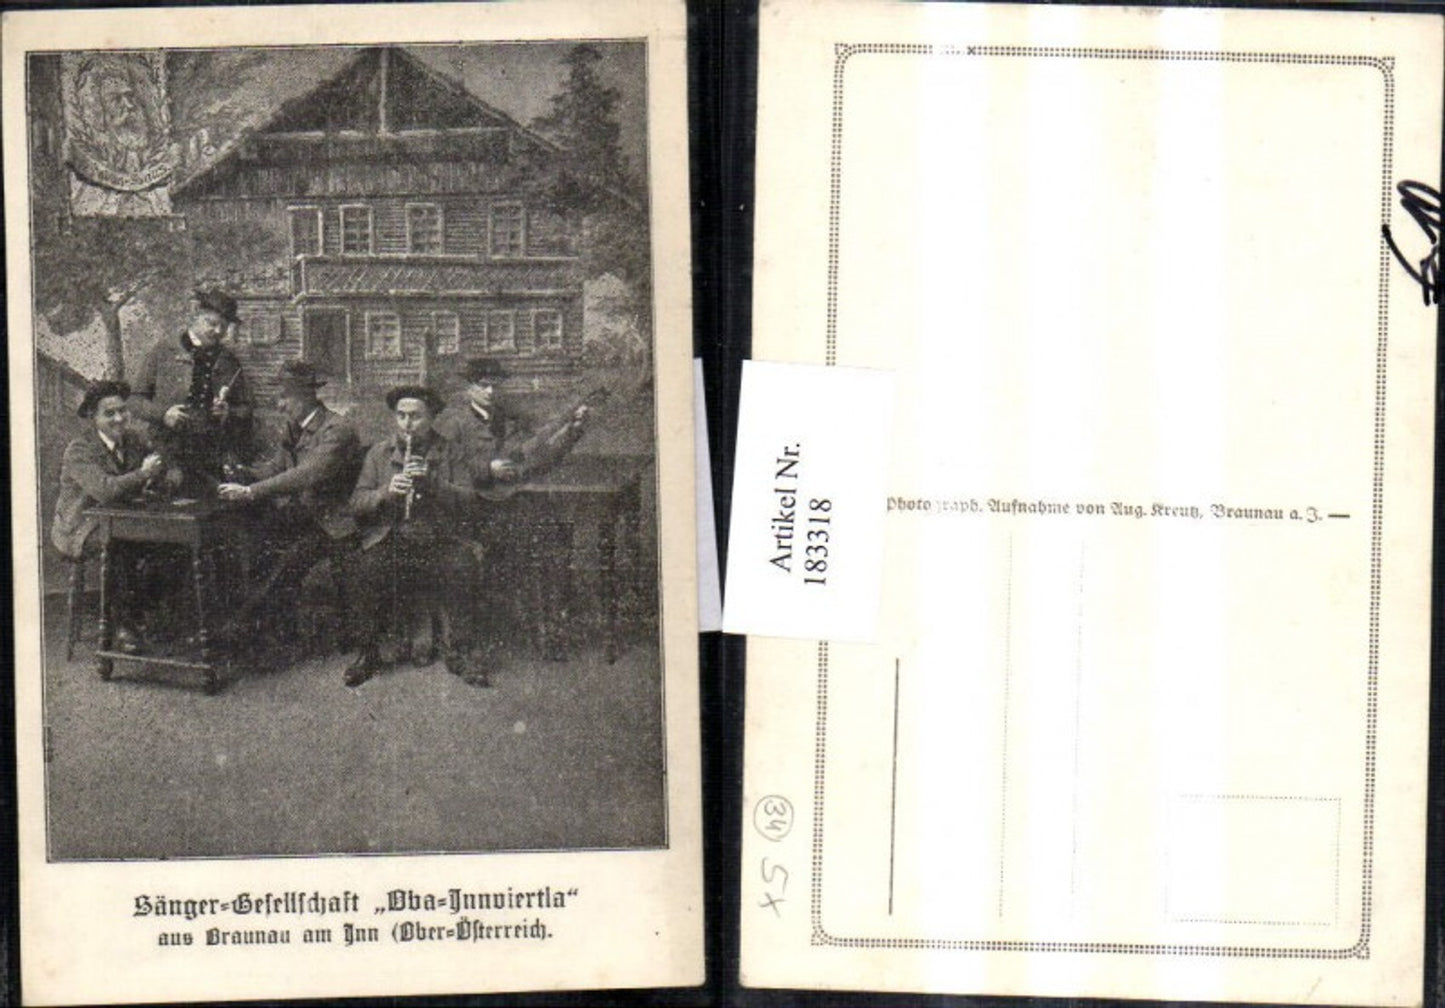 Sänger-Gesellschaft „Oba-Innviertla“
aus Braunau am Inn (Ober-Österreich).
Artikel Nr.
183318
Photograph. Aufnahme von Aug. Kreutz, Braunau a. J.
34
5x